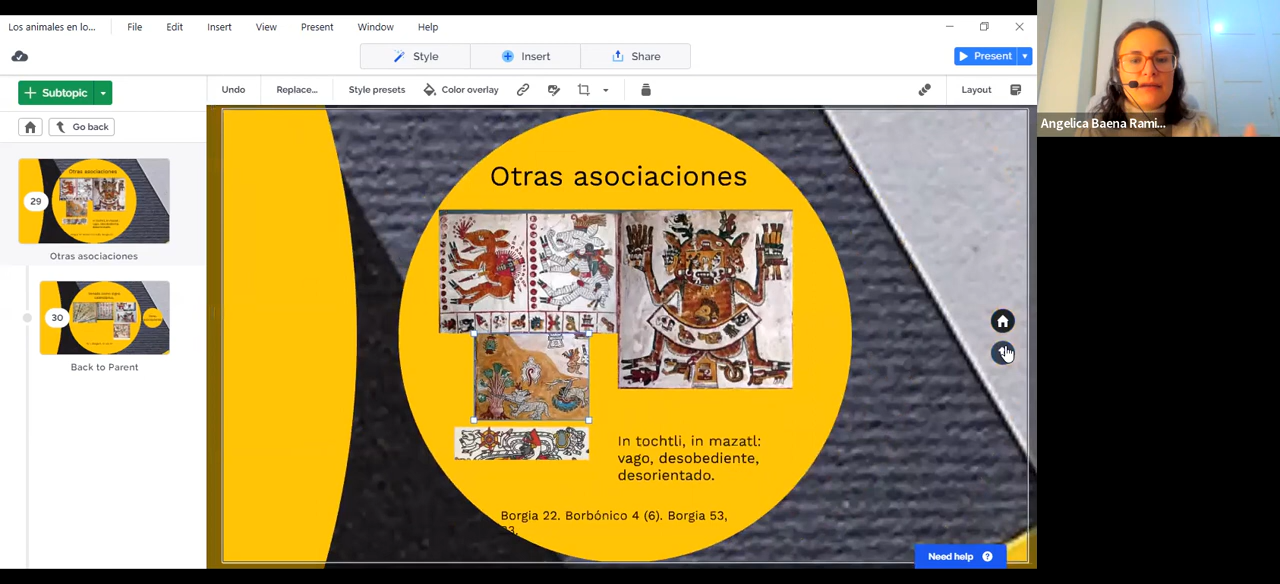 Los animales en lo...
File
Edit
Insert
View
Present
Window
Help
Style
Insert
Share
Present
Subtopic
Undo
Replace...
Style presets
Color overlay
Layout
Go back
29
Otras asociaciones
30
Back to Parent
Otras asociaciones
In tochtli, in mazatl:
vago, desobediente,
desorientado.
Borgia 22. Borbónico 4 (6). Borgia 53,
Need help ?
Angelica Baena Rami...